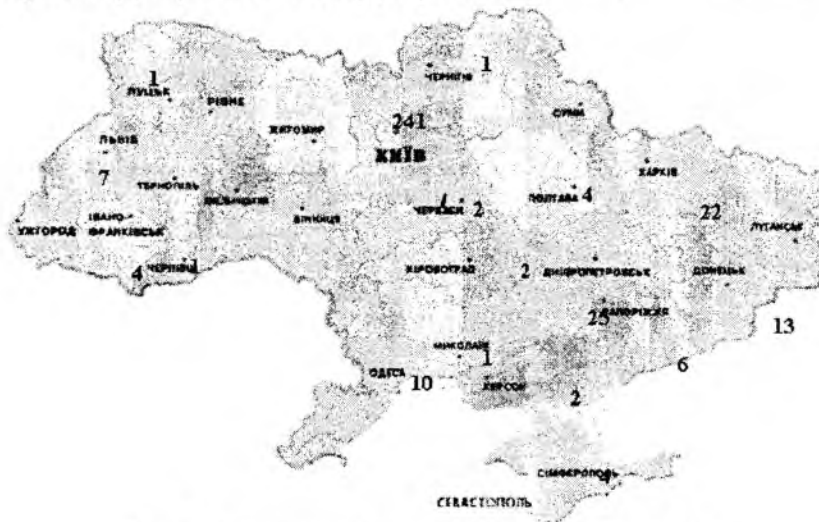 1
ЧЕРНІГІВ
1
ЛУЦЬК
РІВНЕ
СУМИ
241
ЖИТОМИР
КИЇВ
ЛЬВІВ
ХАРКІВ
7
ТЕРНОПІЛЬ
ВІННИЦЯ
2
ПОЛТАВА 4
22
ІВАНО-
ФРАНКІВСЬК
УЖГОРОД
ЛУГАНСЬК
4
ЧЕРНІВЦІ
КІРОВОГРАД
2
ДНІПРОПЕТРОВСЬК
ДОНЕЦЬК
25
ЗАПОРІЖЖЯ
13
МИКОЛАЇВ
1
6
ОДЕСА
10
ХЕРСОН
2
СІМФЕРОПОЛЬ
4
СЕВАСТОПОЛЬ